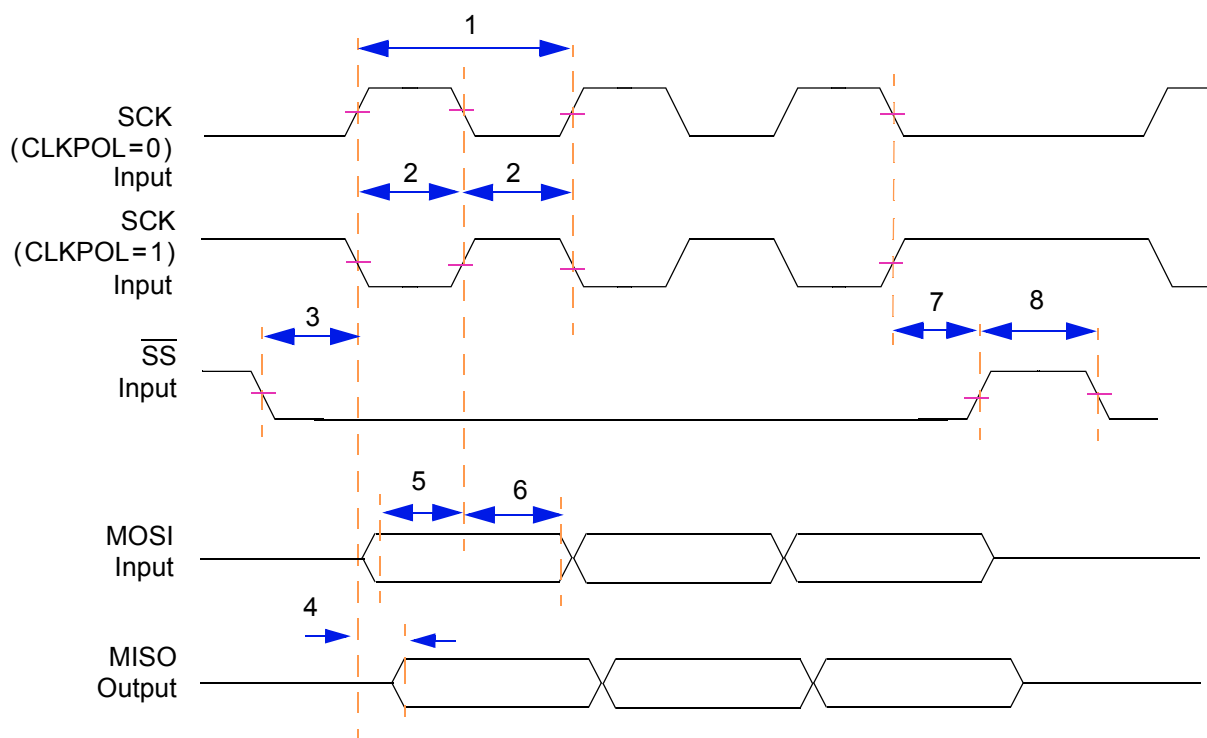 1
SCK
(CLKPOL=0)
Input
2 2
SCK
(CLKPOL=1)
Input
3
7 8
SS
Input
5 6
MOSI
Input
4
MISO
Output